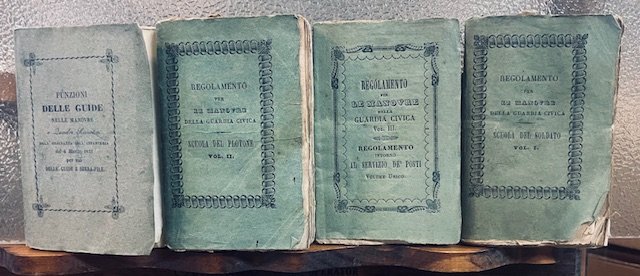 FUNZIONI
DELLE GUIDE
NELLE MANOVRE
DELLE GUIDE E SERRA-FILE.
REGOLAMENTO
PER
LE MANOVRE
DELLA GUARDIA CIVICA
SCUOLA DEL PLOTONE
VOL. II.
REGOLAMENTO
PER
LE MANOVRE
DELLA
GUARDIA CIVICA
VOL. III.
REGOLAMENTO
INTORNO
AL SERVIZIO DE' POSTI
VOLUME UNICO.
REGOLAMENTO
PER
LE MANOVRE
DELLA GUARDIA CIVICA
SCUOLA DEL SOLDATO
VOL. I.